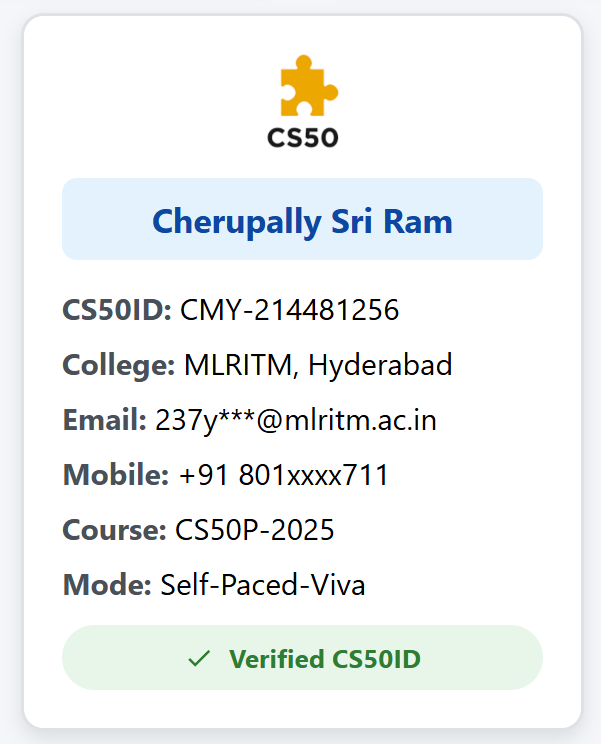 CS50
Cherupally Sri Ram
CS50ID: CMY-214481256
College: MLRITM, Hyderabad
Email: 237y***@mlritm.ac.in
Mobile: +91 801xxxx711
Course: CS50P-2025
Mode: Self-Paced-Viva
✓ Verified CS50ID